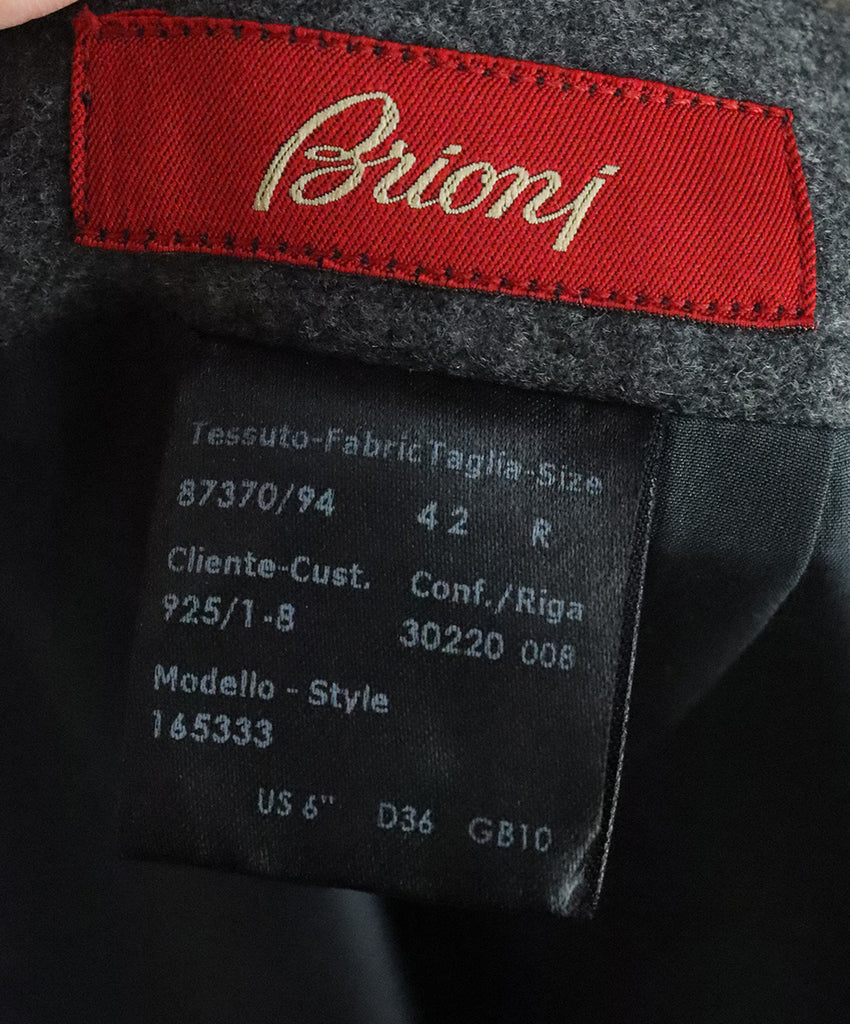 Brioni
Tessuto-Fabric Taglia-Size
87370/94 42 R
Cliente-Cust. Conf./Riga
925/1-8 30220 008
Modello - Style
165333
US 6" D36 GB10